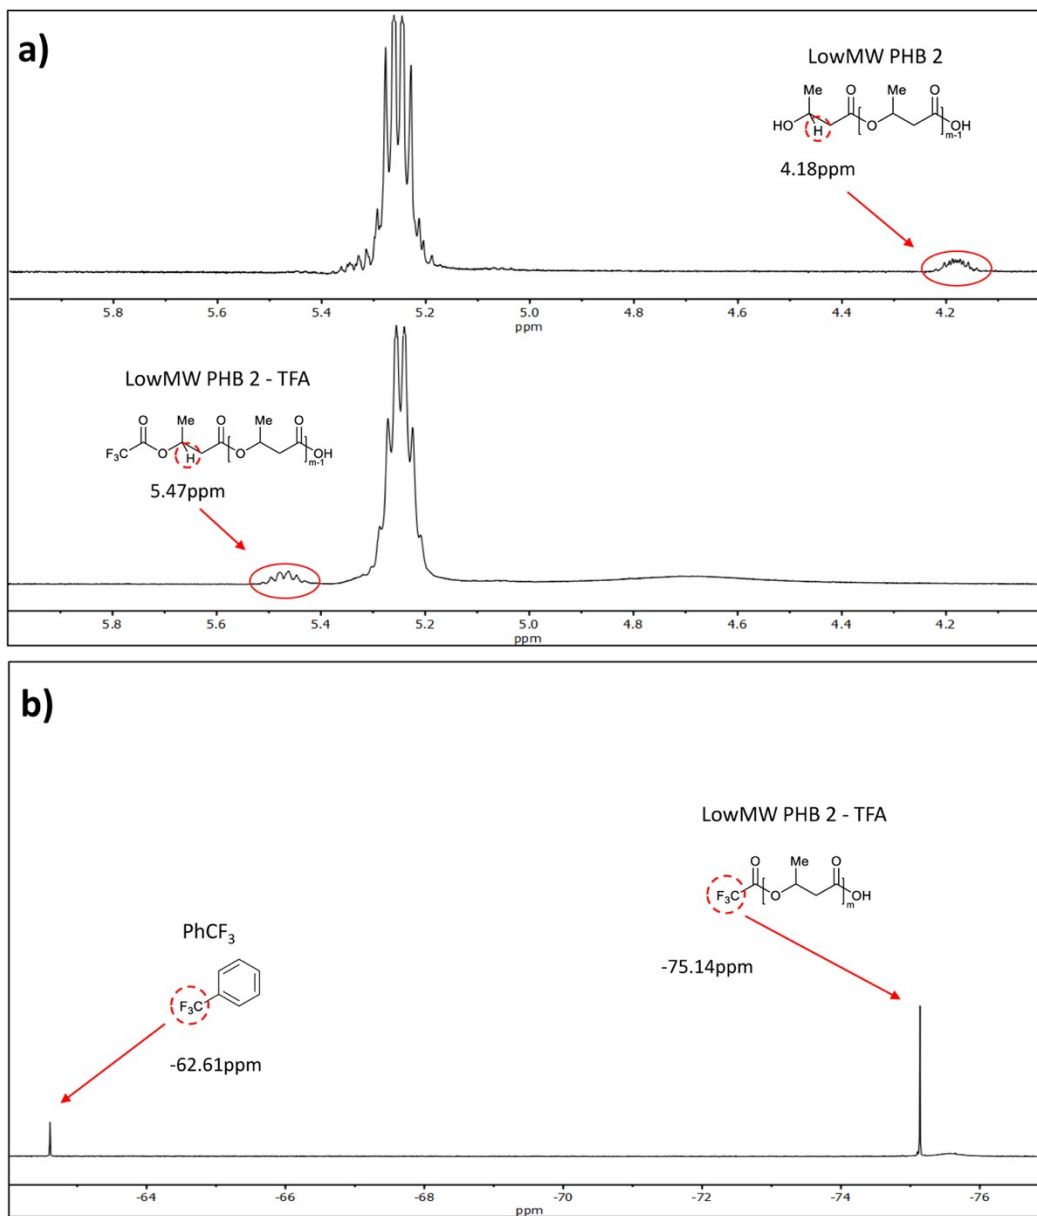 a)
LowMW PHB 2
Me O Me O
HO H O OH
m-1
4.18ppm
5.8 5.6 5.4 5.2 5.0 4.8 4.6 4.4 4.2
ppm
LowMW PHB 2 - TFA
O Me O Me O
F3C O H O OH
m-1
5.47ppm
5.8 5.6 5.4 5.2 5.0 4.8 4.6 4.4 4.2
ppm
b)
LowMW PHB 2 - TFA
O Me O
F3C O OH
m
PhCF3
-75.14ppm
F3C
-62.61ppm
-64 -66 -68 -70 -72 -74 -76
ppm